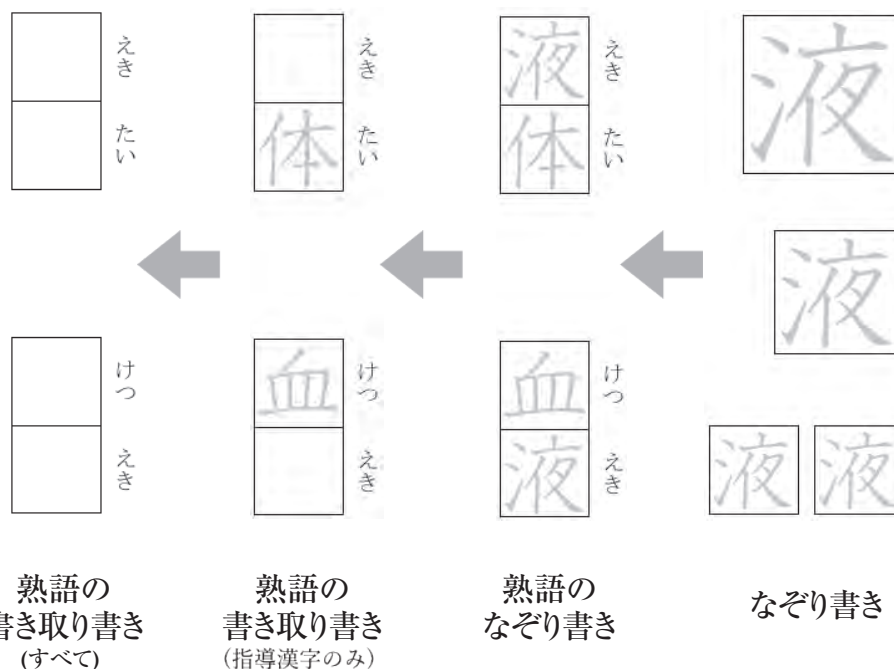 液
液
液 液
えき たい
液体
けつ えき
血液
えき たい
体
けつ えき
血
えき たい
けつ えき
なぞり書き
熟語の
なぞり書き
熟語の
書き取り書き
(指導漢字のみ)
熟語の
書き取り書き
(すべて)